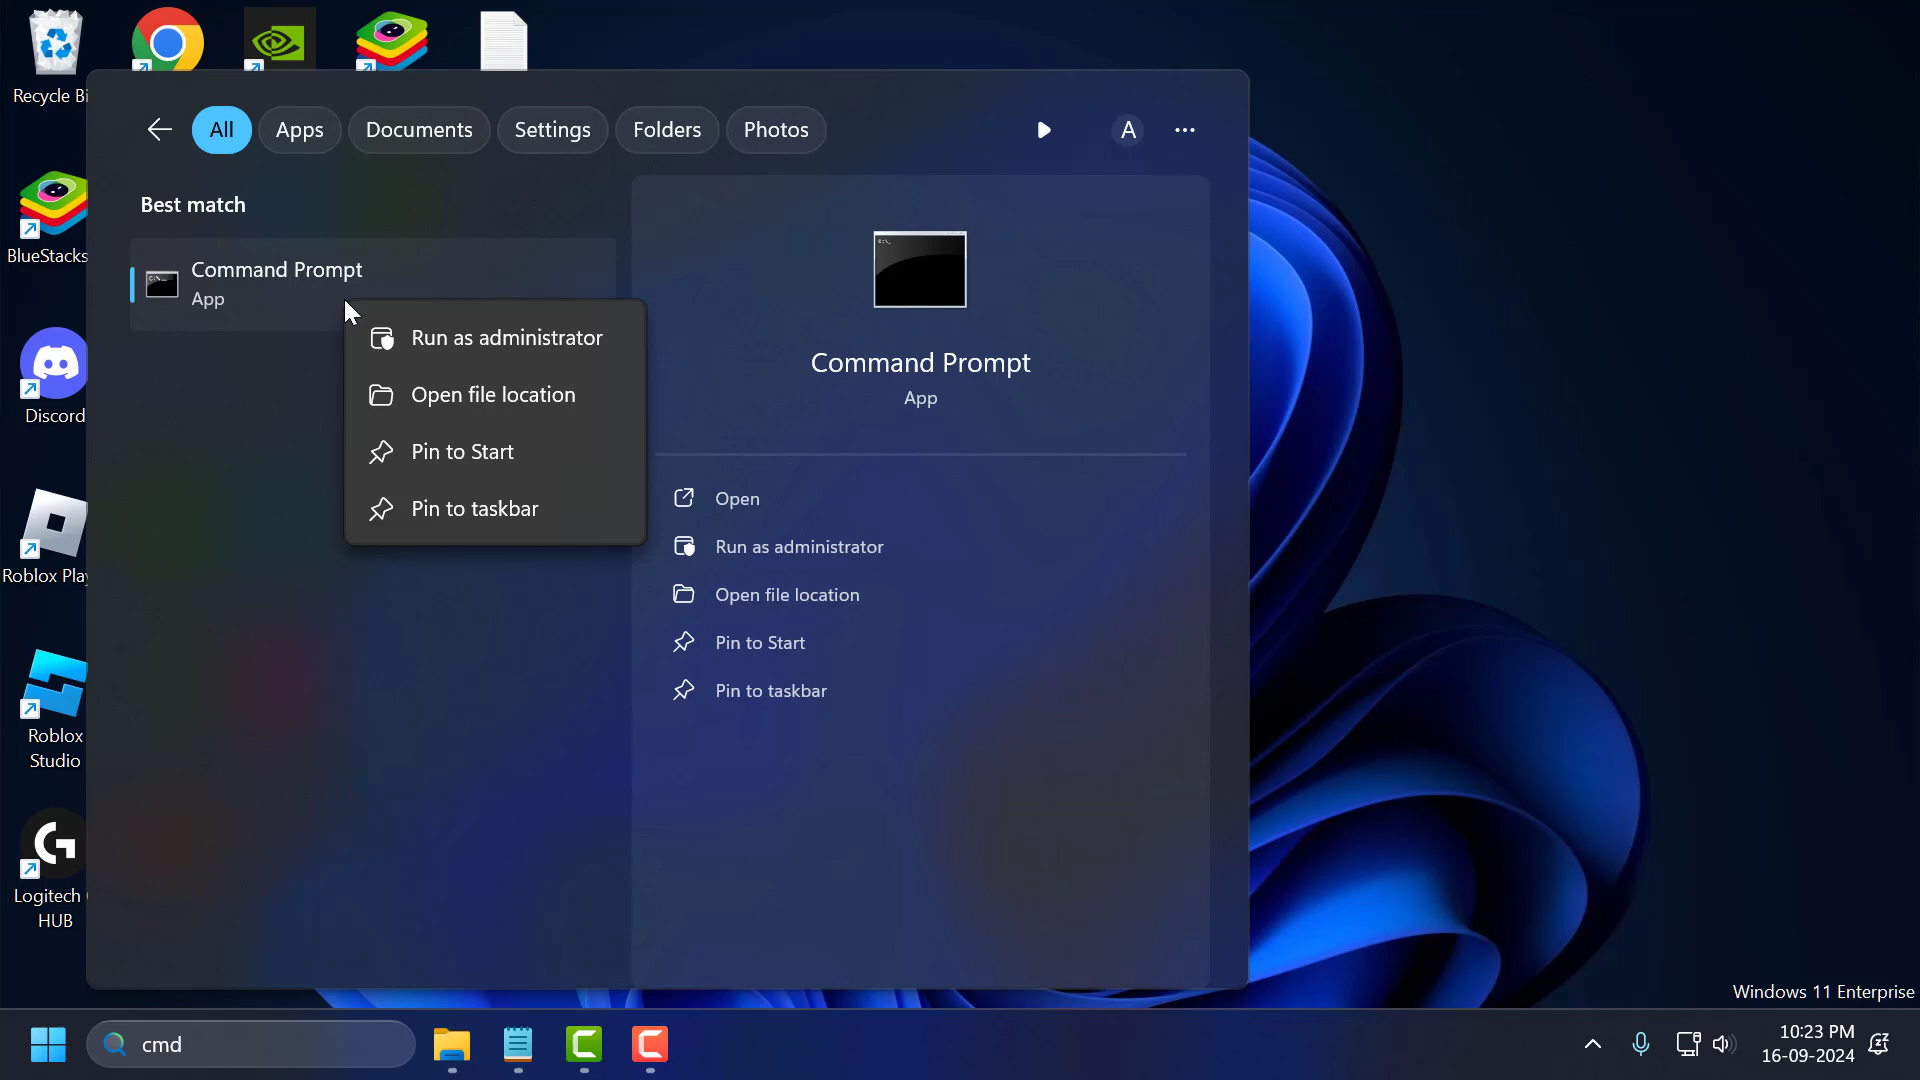 Recycle Bi
All
Apps
Documents
Settings
Folders
Photos
A
Best match
Command Prompt
App
Run as administrator
Open file location
Pin to Start
Pin to taskbar
Command Prompt
App
Open
Run as administrator
Open file location
Pin to Start
Pin to taskbar
BlueStacks
Discord
Roblox Play
Roblox
Studio
Logitech
HUB
Windows 11 Enterprise
cmd
10:23 PM
16-09-2024